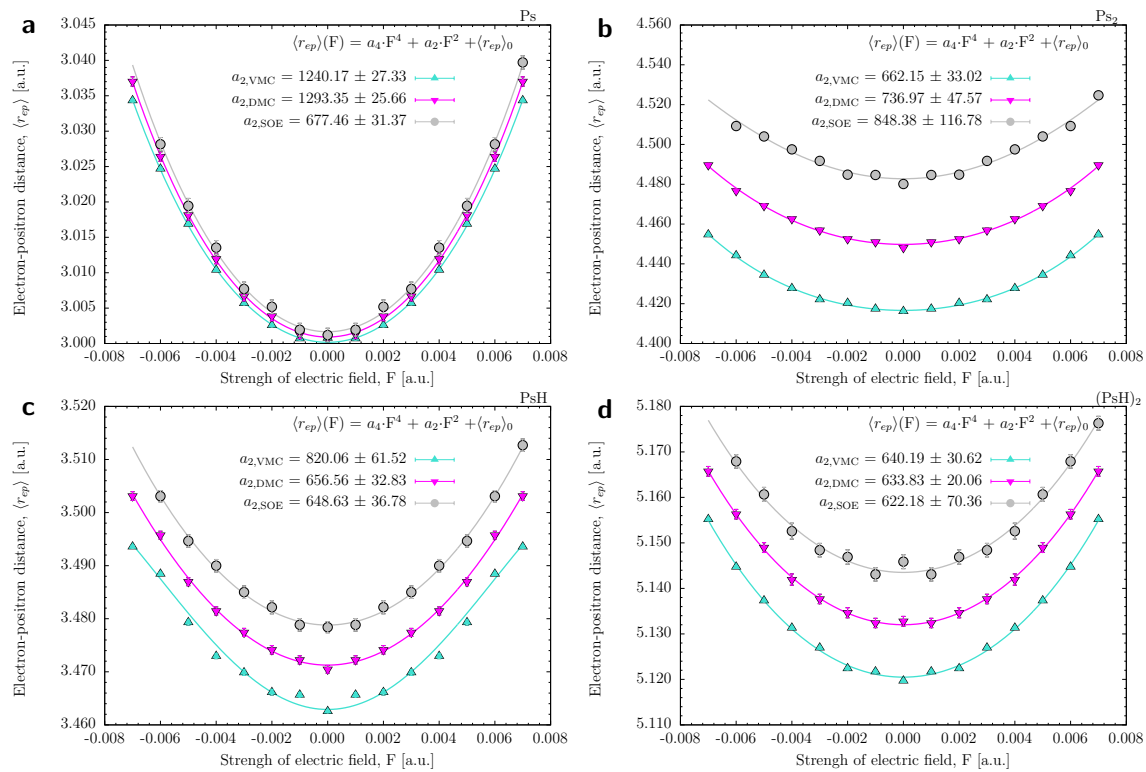 a
Ps
⟨r_ep⟩(F) = a_4·F^4 + a_2·F^2 +⟨r_ep⟩_0
a_2,VMC = 1240.17 ± 27.33
a_2,DMC = 1293.35 ± 25.66
a_2,SOE = 677.46 ± 31.37
Electron-positron distance, ⟨r_ep⟩ [a.u.]
3.045
3.040
3.035
3.030
3.025
3.020
3.015
3.010
3.005
3.000
-0.008 -0.006 -0.004 -0.002 0.000 0.002 0.004 0.006 0.008
Strengh of electric field, F [a.u.]
b
Ps_2
⟨r_ep⟩(F) = a_4·F^4 + a_2·F^2 +⟨r_ep⟩_0
a_2,VMC = 662.15 ± 33.02
a_2,DMC = 736.97 ± 47.57
a_2,SOE = 848.38 ± 116.78
Electron-positron distance, ⟨r_ep⟩ [a.u.]
4.560
4.540
4.520
4.500
4.480
4.460
4.440
4.420
4.400
-0.008 -0.006 -0.004 -0.002 0.000 0.002 0.004 0.006 0.008
Strengh of electric field, F [a.u.]
c
PsH
⟨r_ep⟩(F) = a_4·F^4 + a_2·F^2 +⟨r_ep⟩_0
a_2,VMC = 820.06 ± 61.52
a_2,DMC = 656.56 ± 32.83
a_2,SOE = 648.63 ± 36.78
Electron-positron distance, ⟨r_ep⟩ [a.u.]
3.520
3.510
3.500
3.490
3.480
3.470
3.460
-0.008 -0.006 -0.004 -0.002 0.000 0.002 0.004 0.006 0.008
Strengh of electric field, F [a.u.]
d
(PsH)_2
⟨r_ep⟩(F) = a_4·F^4 + a_2·F^2 +⟨r_ep⟩_0
a_2,VMC = 640.19 ± 30.62
a_2,DMC = 633.83 ± 20.06
a_2,SOE = 622.18 ± 70.36
Electron-positron distance, ⟨r_ep⟩ [a.u.]
5.180
5.170
5.160
5.150
5.140
5.130
5.120
5.110
-0.008 -0.006 -0.004 -0.002 0.000 0.002 0.004 0.006 0.008
Strengh of electric field, F [a.u.]